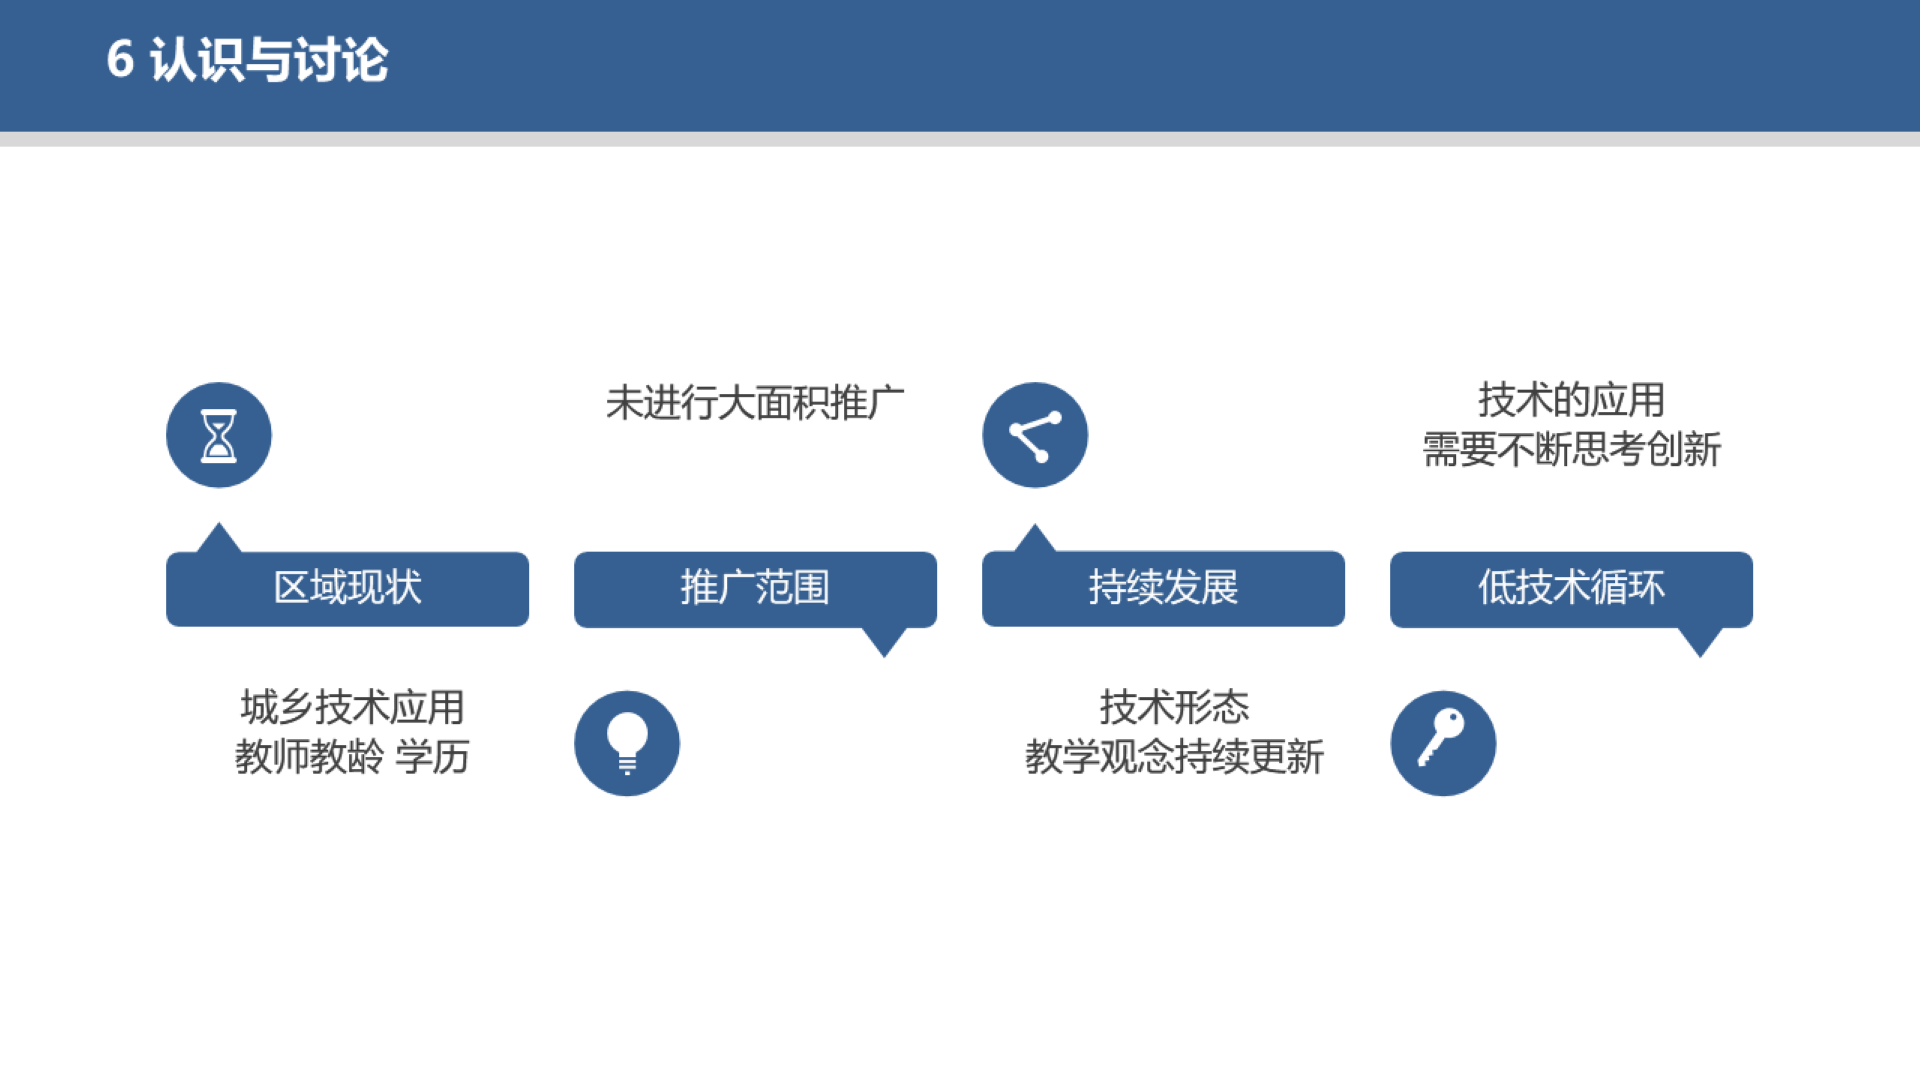 6 认识与讨论
区域现状
城乡技术应用
教师教龄 学历
未进行大面积推广
推广范围
持续发展
技术形态
教学观念持续更新
技术的应用
需要不断思考创新
低技术循环